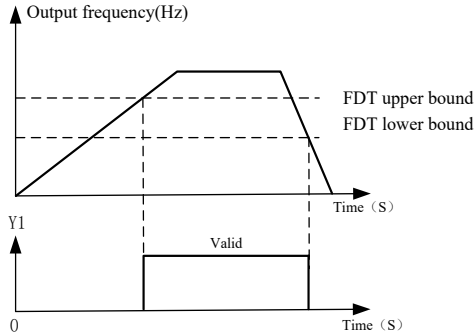 Output frequency(Hz)
FDT upper bound
FDT lower bound
Time（S）
Y1
Valid
0
Time（S）